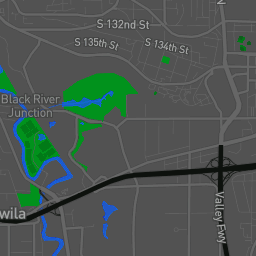 S 132nd St
S 135th St
S 134th St
Black River
Junction
wila
Valley Fwy